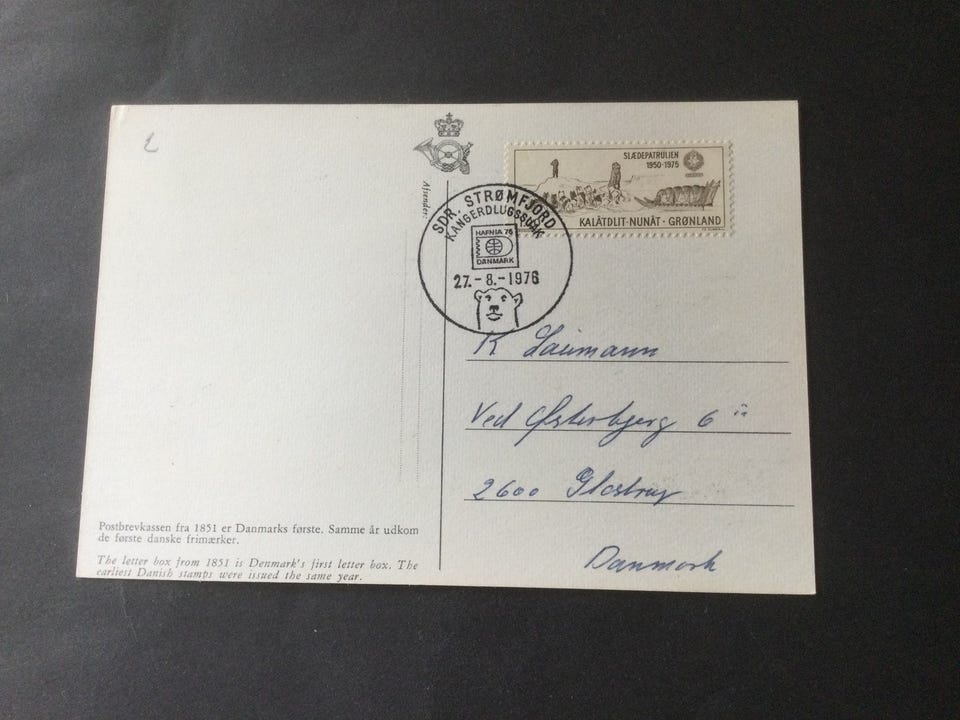 SLÆDEPATRULJEN
1950-1975
KALÂTDLIT-NUNÂT · GRØNLAND
Afsender:
SDR. STRØMFJORD
KANGERDLUGSSUAK
HAFNIA 76
DANMARK
27.-8.-1976
K Laumann
Ved Østerbjerg 6
2600 Glostrup
Danmark
Postbrevkassen fra 1851 er Danmarks første. Samme år udkom
de første danske frimærker.
The letter box from 1851 is Denmark's first letter box. The
earliest Danish stamps were issued the same year.